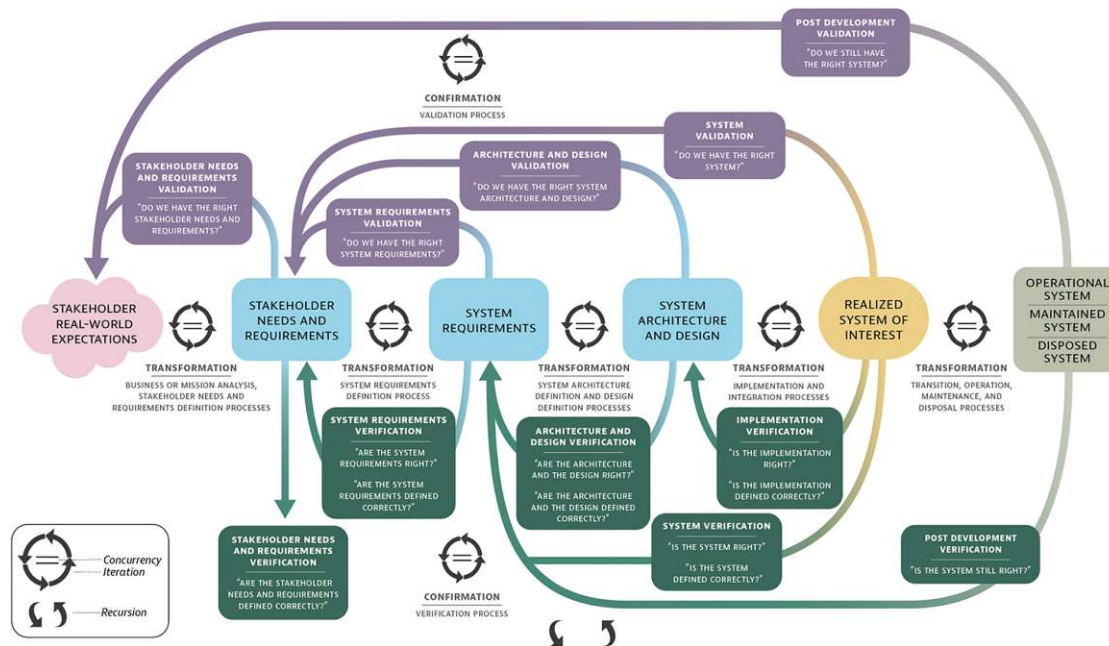 POST DEVELOPMENT
VALIDATION
"DO WE STILL HAVE
THE RIGHT SYSTEM?"
CONFIRMATION
VALIDATION PROCESS
SYSTEM
VALIDATION
"DO WE HAVE THE RIGHT
SYSTEM?"
ARCHITECTURE AND DESIGN
VALIDATION
"DO WE HAVE THE RIGHT SYSTEM
ARCHITECTURE AND DESIGN?"
STAKEHOLDER NEEDS
AND REQUIREMENTS
VALIDATION
"DO WE HAVE THE RIGHT
STAKEHOLDER NEEDS AND
REQUIREMENTS?"
SYSTEM REQUIREMENTS
VALIDATION
"DO WE HAVE THE RIGHT
SYSTEM REQUIREMENTS?"
STAKEHOLDER
REAL-WORLD
EXPECTATIONS
STAKEHOLDER
NEEDS AND
REQUIREMENTS
SYSTEM
REQUIREMENTS
SYSTEM
ARCHITECTURE
AND DESIGN
REALIZED
SYSTEM OF
INTEREST
OPERATIONAL
SYSTEM
MAINTAINED
SYSTEM
DISPOSED
SYSTEM
TRANSFORMATION
BUSINESS OR MISSION ANALYSIS,
STAKEHOLDER NEEDS AND
REQUIREMENTS DEFINITION PROCESSES
TRANSFORMATION
SYSTEM REQUIREMENTS
DEFINITION PROCESS
TRANSFORMATION
SYSTEM ARCHITECTURE
DEFINITION AND DESIGN
DEFINITION PROCESSES
TRANSFORMATION
IMPLEMENTATION AND
INTEGRATION PROCESSES
TRANSFORMATION
TRANSITION, OPERATION,
MAINTENANCE, AND
DISPOSAL PROCESSES
SYSTEM REQUIREMENTS
VERIFICATION
"ARE THE SYSTEM
REQUIREMENTS RIGHT?"
"ARE THE SYSTEM
REQUIREMENTS DEFINED
CORRECTLY?"
ARCHITECTURE AND
DESIGN VERIFICATION
"ARE THE ARCHITECTURE
AND THE DESIGN RIGHT?"
"ARE THE ARCHITECTURE
AND THE DESIGN DEFINED
CORRECTLY?"
IMPLEMENTATION
VERIFICATION
"IS THE IMPLEMENTATION
RIGHT?"
"IS THE IMPLEMENTATION
DEFINED CORRECTLY?"
STAKEHOLDER NEEDS
AND REQUIREMENTS
VERIFICATION
"ARE THE STAKEHOLDER
NEEDS AND REQUIREMENTS
DEFINED CORRECTLY?"
SYSTEM VERIFICATION
"IS THE SYSTEM RIGHT?"
"IS THE SYSTEM
DEFINED CORRECTLY?"
POST DEVELOPMENT
VERIFICATION
"IS THE SYSTEM STILL RIGHT?"
CONFIRMATION
VERIFICATION PROCESS
Concurrency
Iteration
Recursion